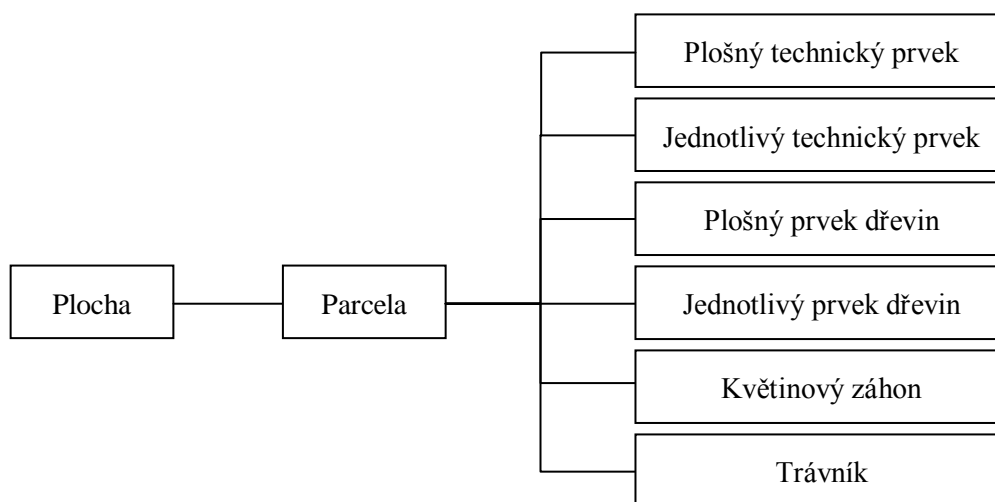 Plošný technický prvek
Jednotlivý technický prvek
Plošný prvek dřevin
Plocha
Parcela
Jednotlivý prvek dřevin
Květinový záhon
Trávník